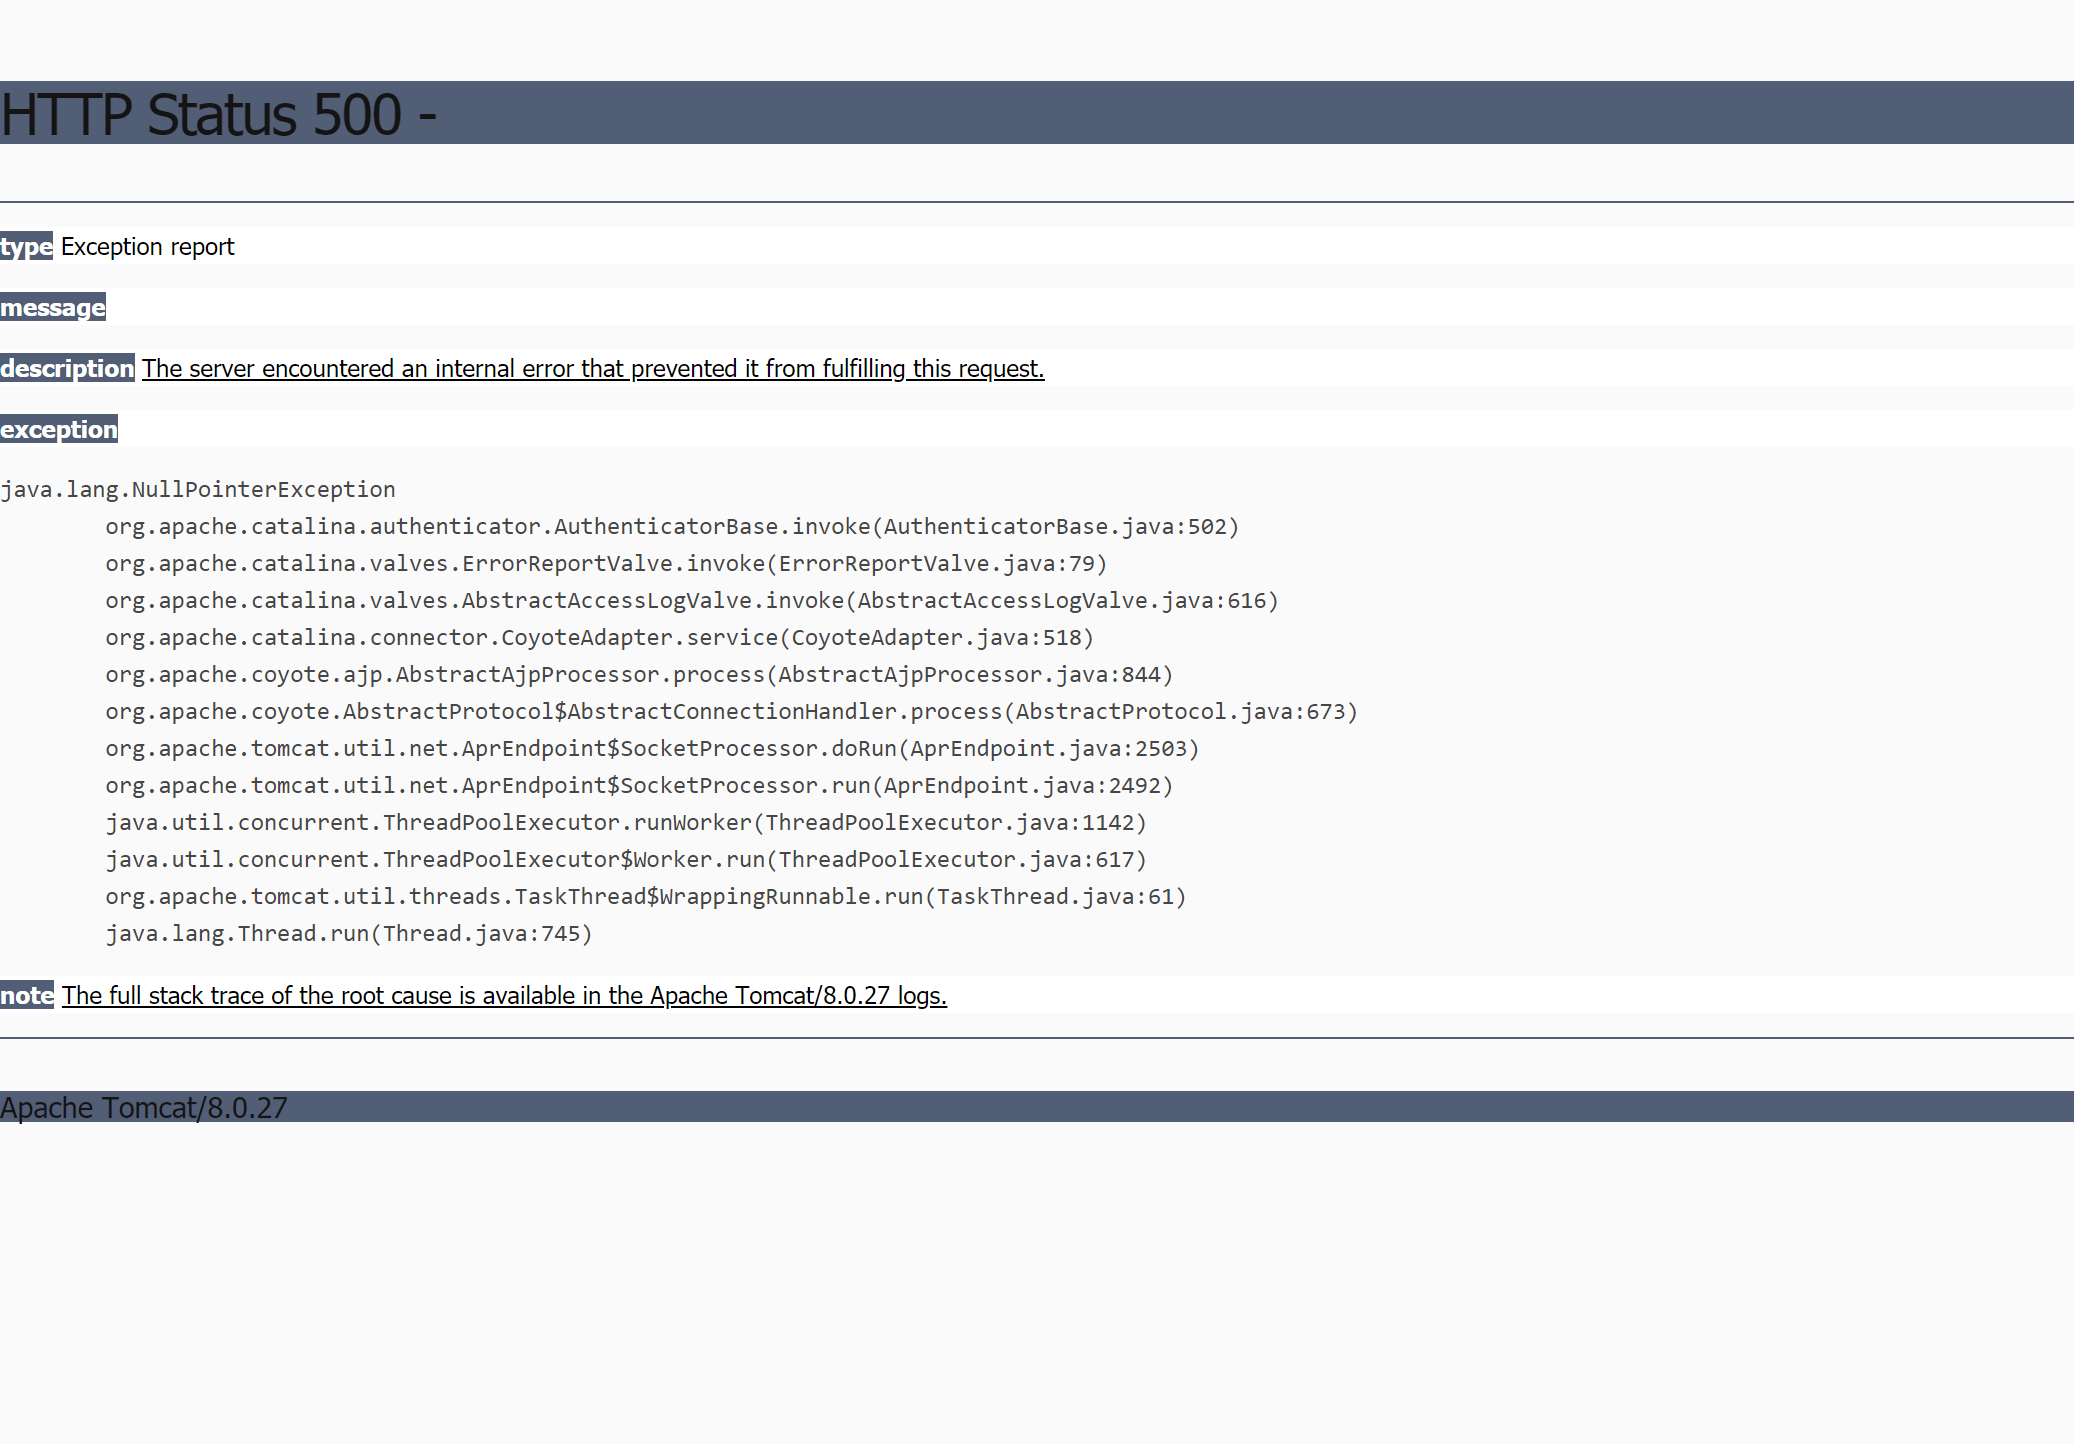 HTTP Status 500 -
type Exception report
message
description The server encountered an internal error that prevented it from fulfilling this request.
exception
java.lang.NullPointerException
org.apache.catalina.authenticator.AuthenticatorBase.invoke(AuthenticatorBase.java:502)
org.apache.catalina.valves.ErrorReportValve.invoke(ErrorReportValve.java:79)
org.apache.catalina.valves.AbstractAccessLogValve.invoke(AbstractAccessLogValve.java:616)
org.apache.catalina.connector.CoyoteAdapter.service(CoyoteAdapter.java:518)
org.apache.coyote.ajp.AbstractAjpProcessor.process(AbstractAjpProcessor.java:844)
org.apache.coyote.AbstractProtocol$AbstractConnectionHandler.process(AbstractProtocol.java:673)
org.apache.tomcat.util.net.AprEndpoint$SocketProcessor.doRun(AprEndpoint.java:2503)
org.apache.tomcat.util.net.AprEndpoint$SocketProcessor.run(AprEndpoint.java:2492)
java.util.concurrent.ThreadPoolExecutor.runWorker(ThreadPoolExecutor.java:1142)
java.util.concurrent.ThreadPoolExecutor$Worker.run(ThreadPoolExecutor.java:617)
org.apache.tomcat.util.threads.TaskThread$WrappingRunnable.run(TaskThread.java:61)
java.lang.Thread.run(Thread.java:745)
note The full stack trace of the root cause is available in the Apache Tomcat/8.0.27 logs.
Apache Tomcat/8.0.27